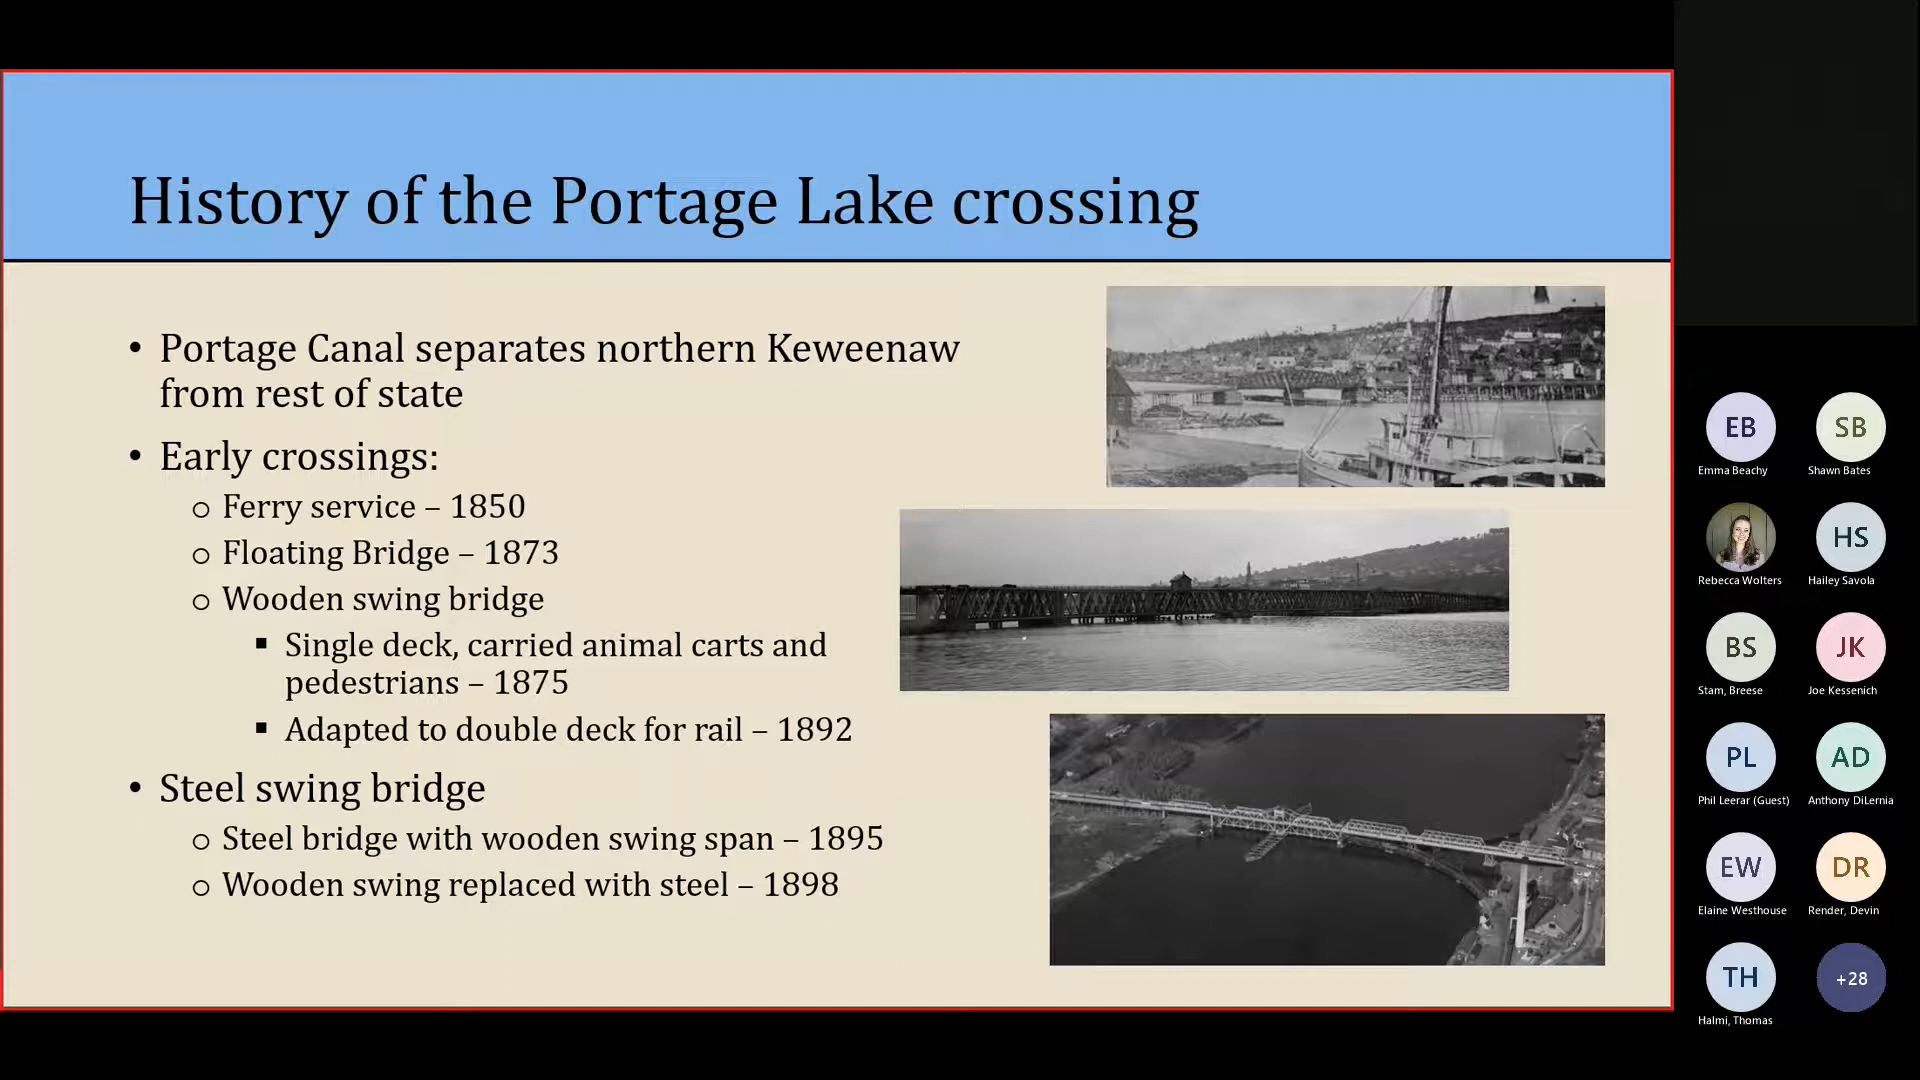 History of the Portage Lake crossing
• Portage Canal separates northern Keweenaw
from rest of state
• Early crossings:
o Ferry service – 1850
o Floating Bridge – 1873
o Wooden swing bridge
▪ Single deck, carried animal carts and
pedestrians – 1875
▪ Adapted to double deck for rail – 1892
• Steel swing bridge
o Steel bridge with wooden swing span – 1895
o Wooden swing replaced with steel – 1898
EB
Emma Beachy
SB
Shawn Bates
Rebecca Wolters
HS
Hailey Savola
BS
Stam, Breese
JK
Joe Kessenich
PL
Phil Leerar (Guest)
AD
Anthony DiLernia
EW
Elaine Westhouse
DR
Render, Devin
TH
Halmi, Thomas
+28